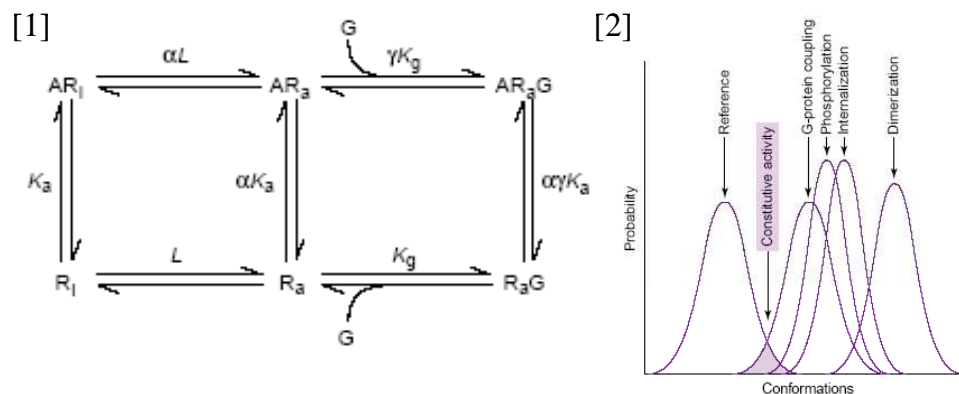 [1]
G
αL
γKg
ARI
ARa
ARaG
Ka
αKa
αγKa
L
Kg
RI
Ra
RaG
G
[2]
Reference
Constitutive activity
G-protein coupling
Phosphorylation
Internalization
Dimerization
Probability
Conformations